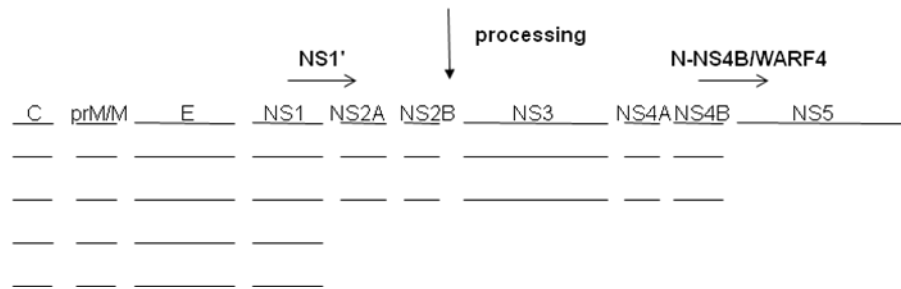 processing
NS1' N-NS4B/WARF4
C prM/M E NS1 NS2A NS2B NS3 NS4A NS4B NS5